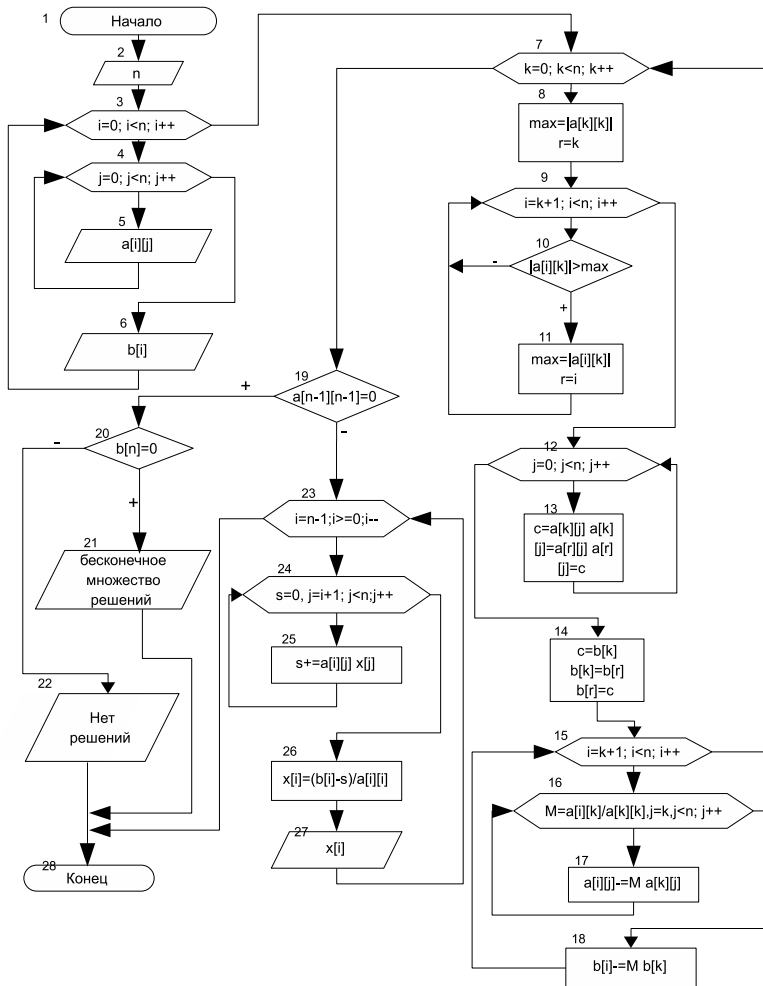 1
Начало
2
n
3
i=0; i<n; i++
4
j=0; j<n; j++
5
a[i][j]
6
b[i]
7
k=0; k<n; k++
8
max=|a[k][k]|
r=k
9
i=k+1; i<n; i++
10
|a[i][k]|>max
-
+
11
max=|a[i][k]|
r=i
12
j=0; j<n; j++
13
c=a[k][j] a[k]
[j]=a[r][j] a[r]
[j]=c
14
c=b[k]
b[k]=b[r]
b[r]=c
15
i=k+1; i<n; i++
16
M=a[i][k]/a[k][k],j=k,j<n; j++
17
a[i][j]-=M a[k][j]
18
b[i]-=M b[k]
19
a[n-1][n-1]=0
+
-
20
b[n]=0
-
+
21
бесконечное
множество
решений
22
Нет
решений
23
i=n-1;i>=0;i--
24
s=0, j=i+1; j<n;j++
25
s+=a[i][j] x[j]
26
x[i]=(b[i]-s)/a[i][i]
27
x[i]
28
Конец